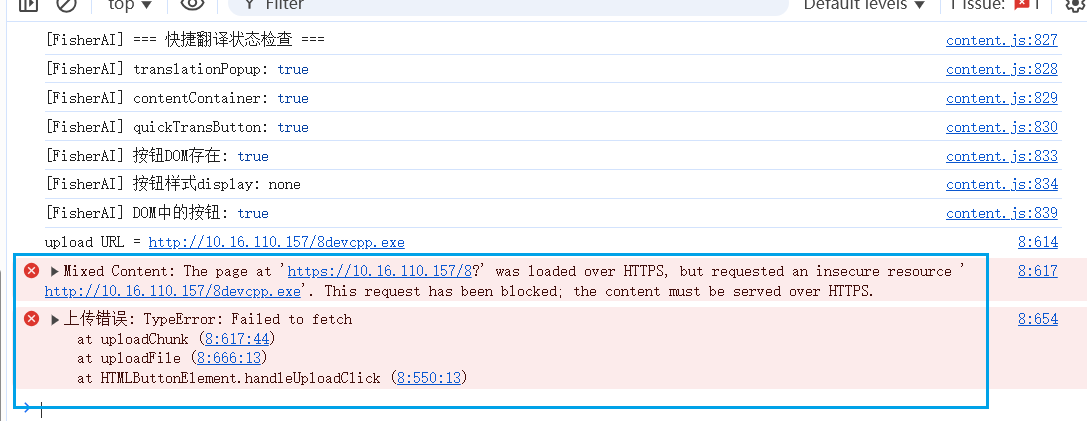 top ▼
Filter
Default levels ▼
1 Issue: 1
[FisherAI] === 快捷翻译状态检查 === content.js:827
[FisherAI] translationPopup: true content.js:828
[FisherAI] contentContainer: true content.js:829
[FisherAI] quickTransButton: true content.js:830
[FisherAI] 按钮DOM存在: true content.js:833
[FisherAI] 按钮样式display: none content.js:834
[FisherAI] DOM中的按钮: true content.js:839
upload URL = http://10.16.110.157/8devcpp.exe 8:614
▶Mixed Content: The page at 'https://10.16.110.157/8?' was loaded over HTTPS, but requested an insecure resource ' 8:617
http://10.16.110.157/8devcpp.exe'. This request has been blocked; the content must be served over HTTPS.
▶上传错误: TypeError: Failed to fetch 8:654
at uploadChunk (8:617:44)
at uploadFile (8:666:13)
at HTMLButtonElement.handleUploadClick (8:550:13)